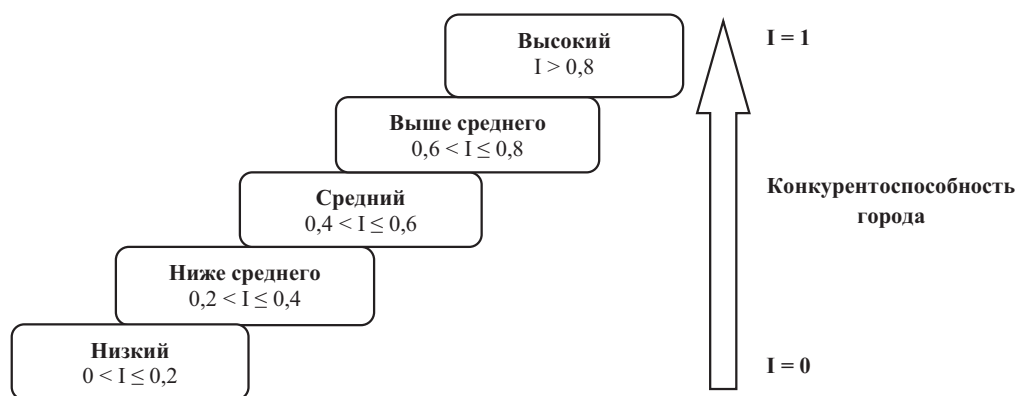 Высокий
I > 0,8
I = 1
Выше среднего
0,6 < I ≤ 0,8
Средний
0,4 < I ≤ 0,6
Конкурентоспособность
города
Ниже среднего
0,2 < I ≤ 0,4
Низкий
0 < I ≤ 0,2
I = 0